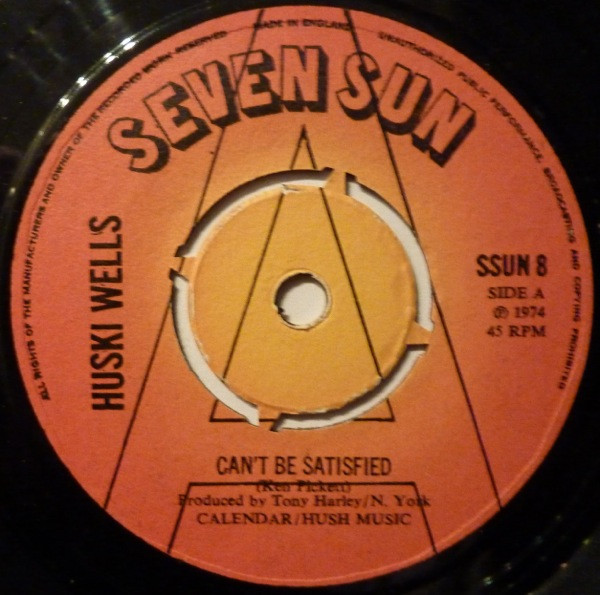 ALL RIGHTS OF THE MANUFACTURERS AND OWNER OF THE RECORDED WORK RESERVED
MADE IN ENGLAND
UNAUTHORIZED PUBLIC PERFORMANCE, BROADCASTING AND COPYING PROHIBITED
SEVEN SUN
A
HUSKI WELLS
SSUN 8
SIDE A
℗ 1974
45 RPM
CAN'T BE SATISFIED
(Ken Pickett)
Produced by Tony Harley/N. York
CALENDAR/HUSH MUSIC